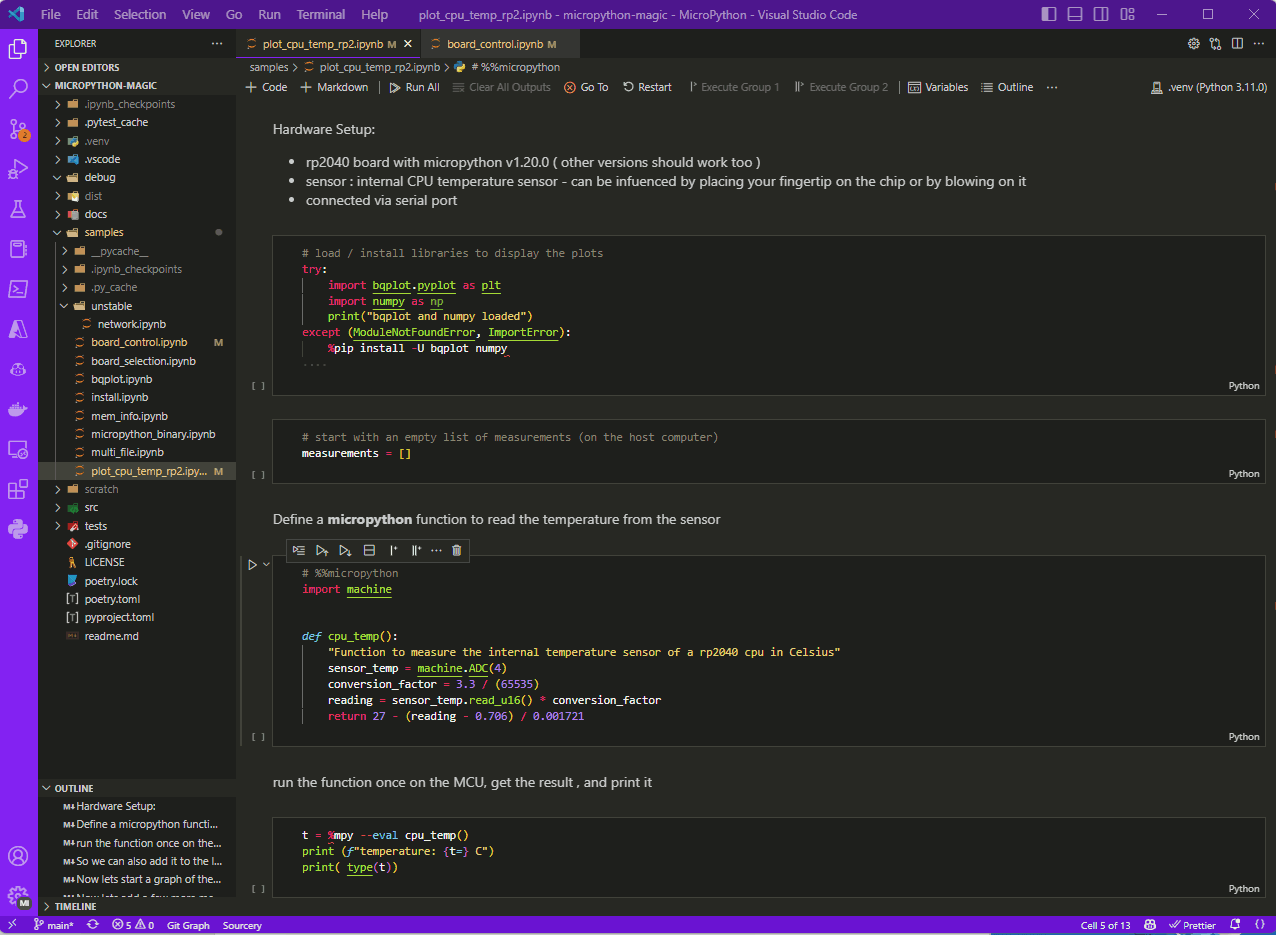 File Edit Selection View Go Run Terminal Help plot_cpu_temp_rp2.ipynb - micropython-magic - MicroPython - Visual Studio Code
EXPLORER
OPEN EDITORS
MICROPYTHON-MAGIC
.ipynb_checkpoints
.pytest_cache
.venv
.vscode
debug
dist
docs
samples
__pycache__
.ipynb_checkpoints
.py_cache
unstable
network.ipynb
board_control.ipynb M
board_selection.ipynb
bqplot.ipynb
install.ipynb
mem_info.ipynb
micropython_binary.ipynb
multi_file.ipynb
plot_cpu_temp_rp2.ipy... M
scratch
src
tests
.gitignore
LICENSE
poetry.lock
poetry.toml
pyproject.toml
readme.md
OUTLINE
M↓Hardware Setup:
M↓Define a micropython functi...
M↓run the function once on the...
M↓So we can also add it to the l...
M↓Now lets start a graph of the...
TIMELINE
plot_cpu_temp_rp2.ipynb M board_control.ipynb M
samples > plot_cpu_temp_rp2.ipynb > # %%micropython
+ Code + Markdown Run All Clear All Outputs Go To Restart Execute Group 1 Execute Group 2 Variables Outline ... .venv (Python 3.11.0)
Hardware Setup:
• rp2040 board with micropython v1.20.0 ( other versions should work too )
• sensor : internal CPU temperature sensor - can be infuenced by placing your fingertip on the chip or by blowing on it
• connected via serial port
# load / install libraries to display the plots
try:
import bqplot.pyplot as plt
import numpy as np
print("bqplot and numpy loaded")
except (ModuleNotFoundError, ImportError):
%pip install -U bqplot numpy
....
[ ] Python
# start with an empty list of measurements (on the host computer)
measurements = []
[ ] Python
Define a micropython function to read the temperature from the sensor
# %%micropython
import machine
def cpu_temp():
"Function to measure the internal temperature sensor of a rp2040 cpu in Celsius"
sensor_temp = machine.ADC(4)
conversion_factor = 3.3 / (65535)
reading = sensor_temp.read_u16() * conversion_factor
return 27 - (reading - 0.706) / 0.001721
[ ] Python
run the function once on the MCU, get the result , and print it
t = %mpy --eval cpu_temp()
print (f"temperature: {t=} C")
print( type(t))
[ ] Python
2
MI
main* 5 0 Git Graph Sourcery Cell 5 of 13 Prettier